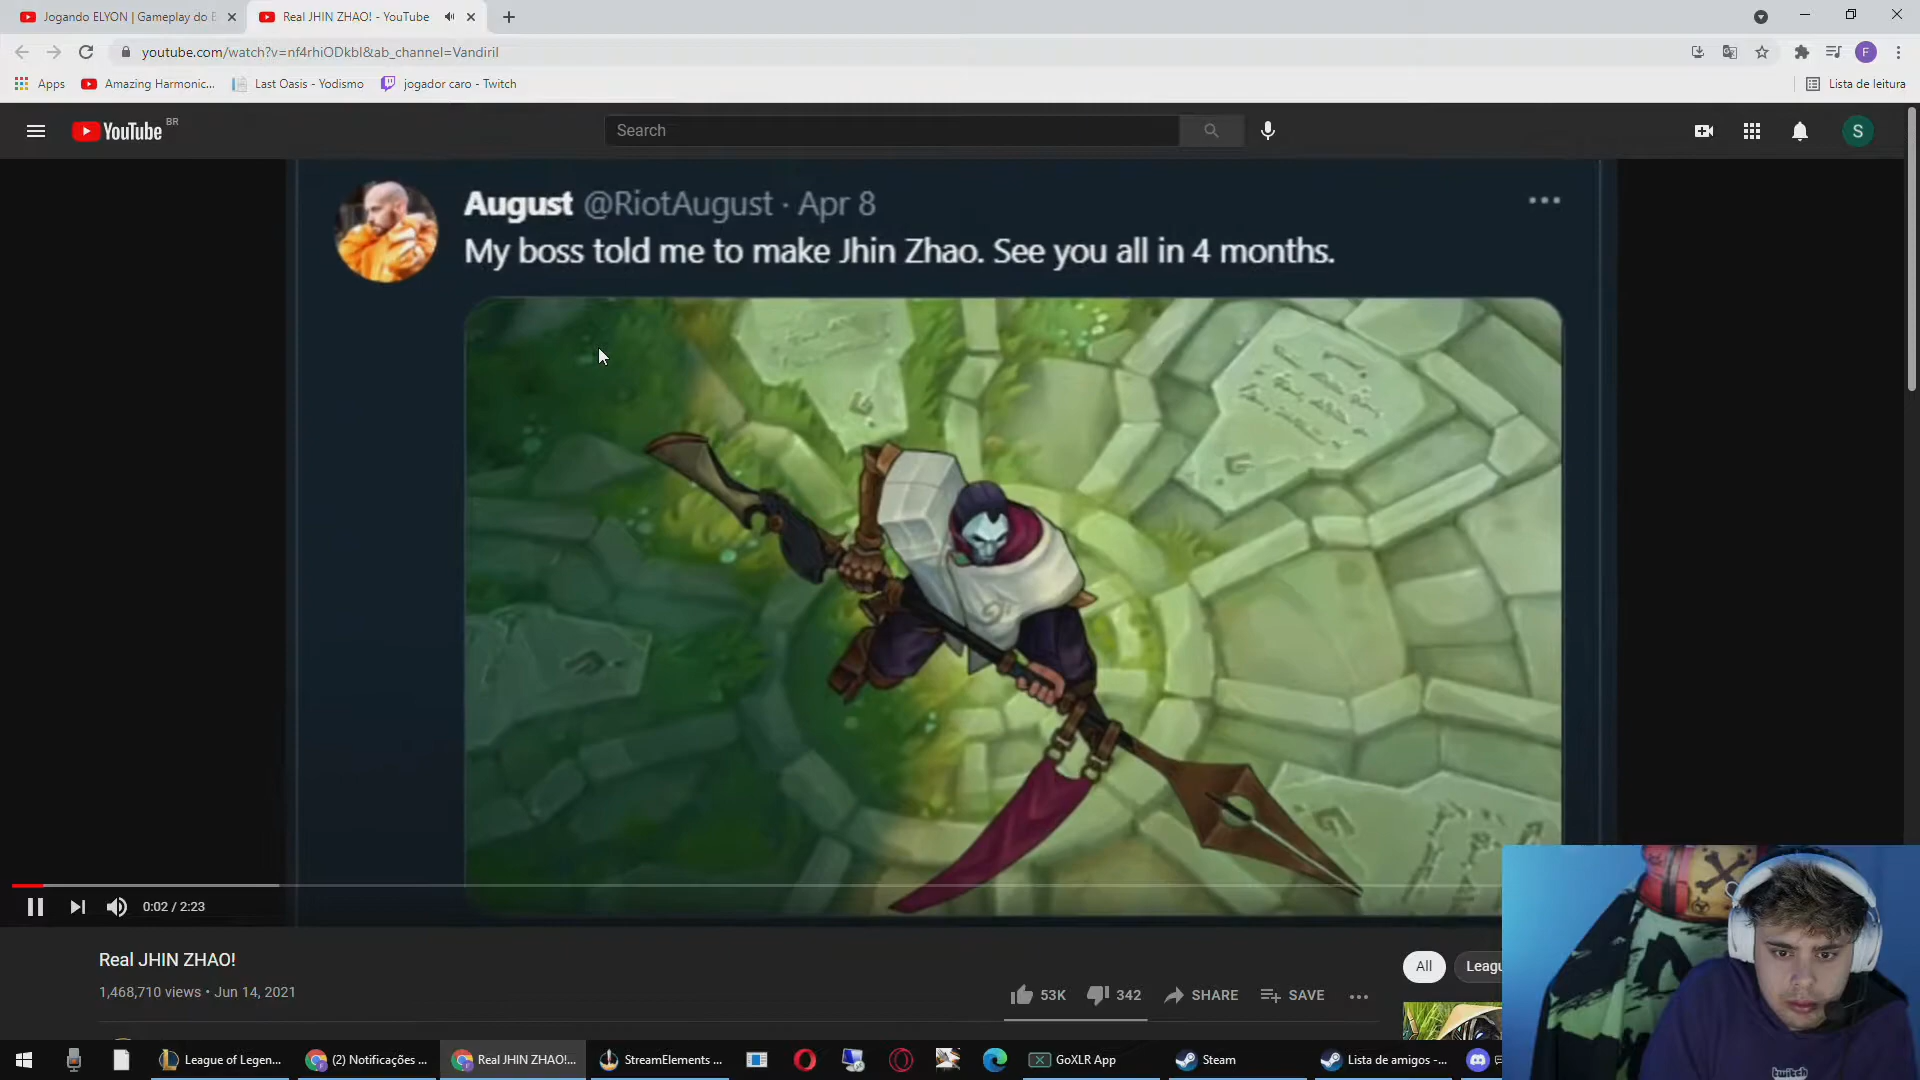 Jogando ELYON | Gameplay do
Real JHIN ZHAO! - YouTube
youtube.com/watch?v=nf4rhiODkbI&ab_channel=Vandiril
F
Apps
Amazing Harmonic...
Last Oasis - Yodismo
jogador caro - Twitch
Lista de leitura
YouTube BR
Search
S
August @RiotAugust · Apr 8
My boss told me to make Jhin Zhao. See you all in 4 months.
0:02 / 2:23
Real JHIN ZHAO!
1,468,710 views • Jun 14, 2021
53K
342
SHARE
SAVE
All
Leagu
League of Legen...
(2) Notificações ...
Real JHIN ZHAO!...
StreamElements ...
GoXLR App
Steam
Lista de amigos -...
twitch